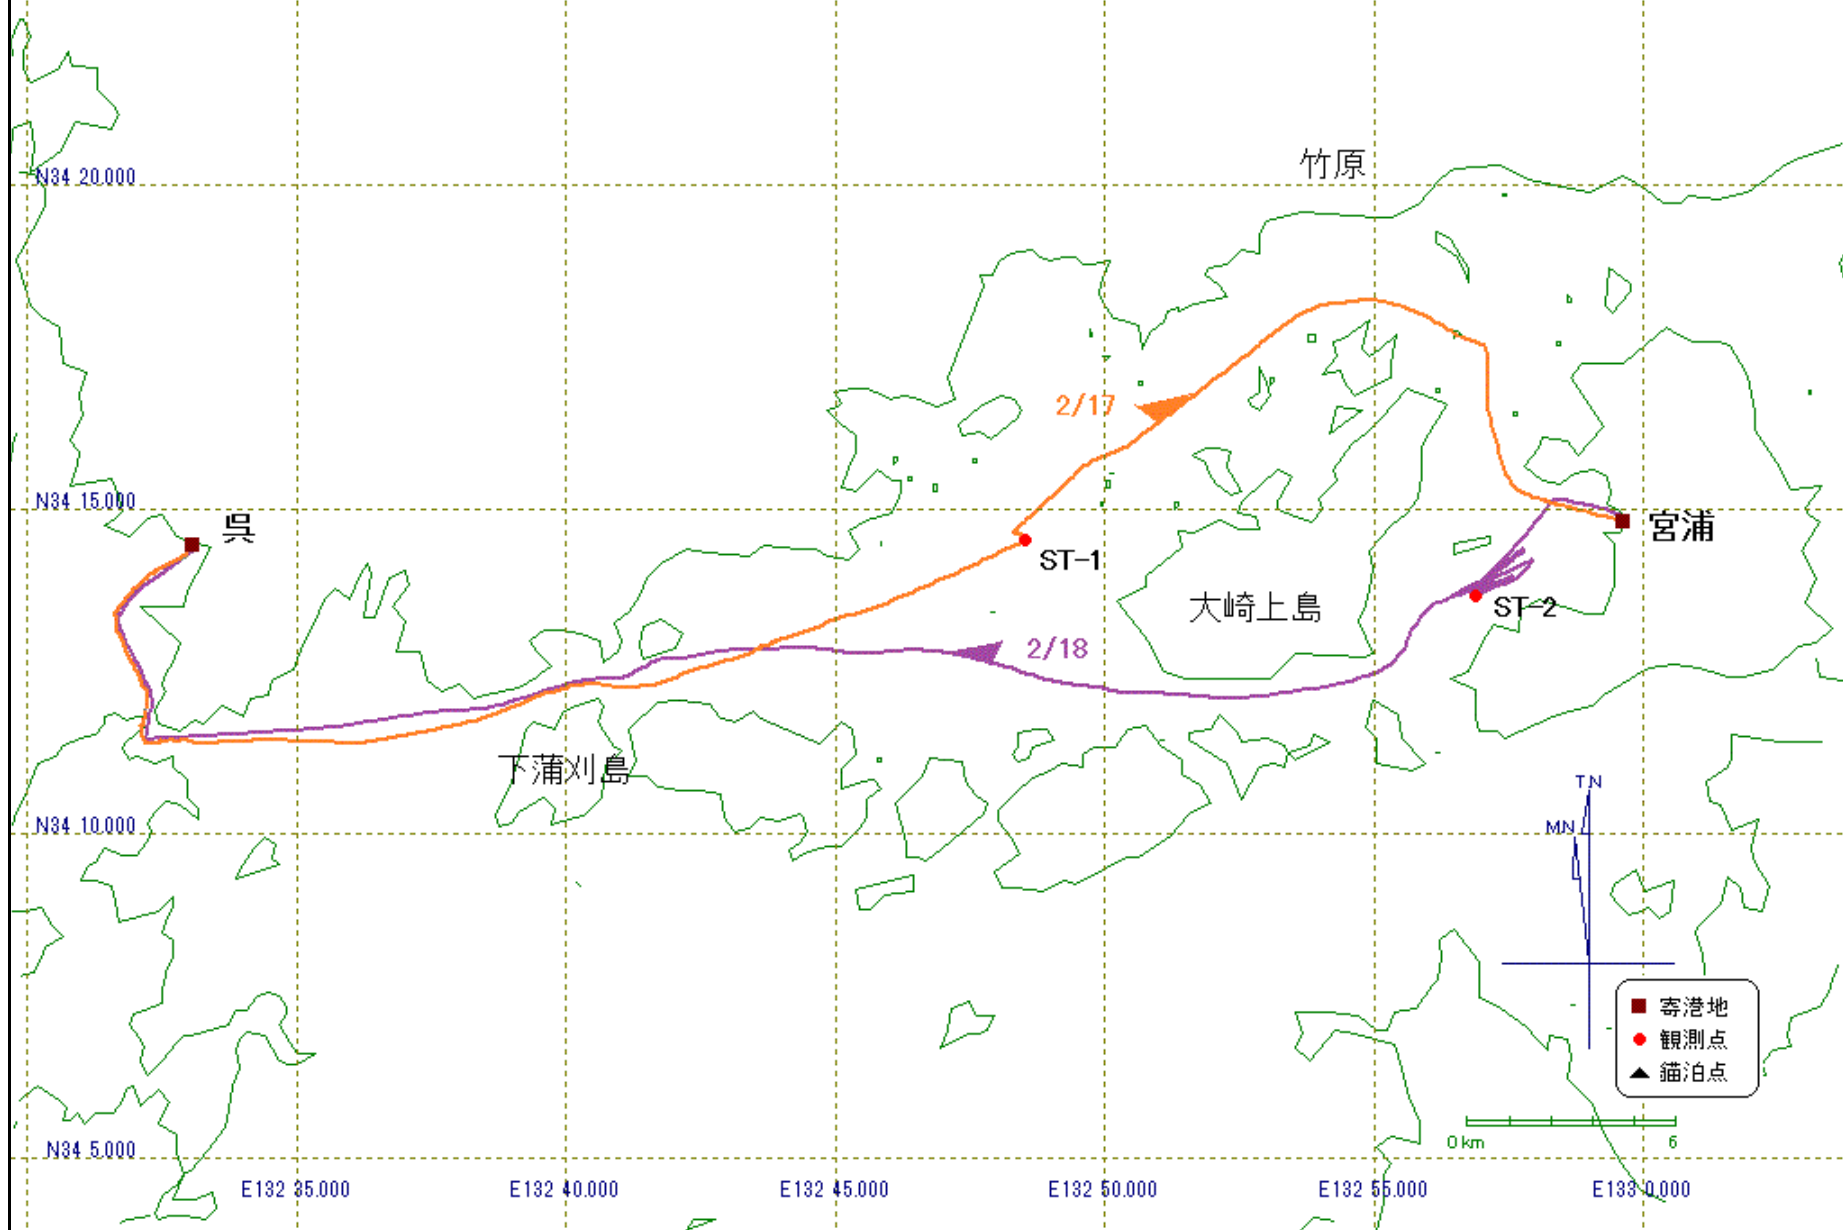 竹原
N34 20.000
2/17
N34 15.000
呉
宮浦
ST-1
大崎上島
ST-2
2/18
下蒲刈島
TN
MN
N34 10.000
寄港地
観測点
錨泊点
0 km
6
N34 5.000
E132 35.000
E132 40.000
E132 45.000
E132 50.000
E132 55.000
E133 0.000